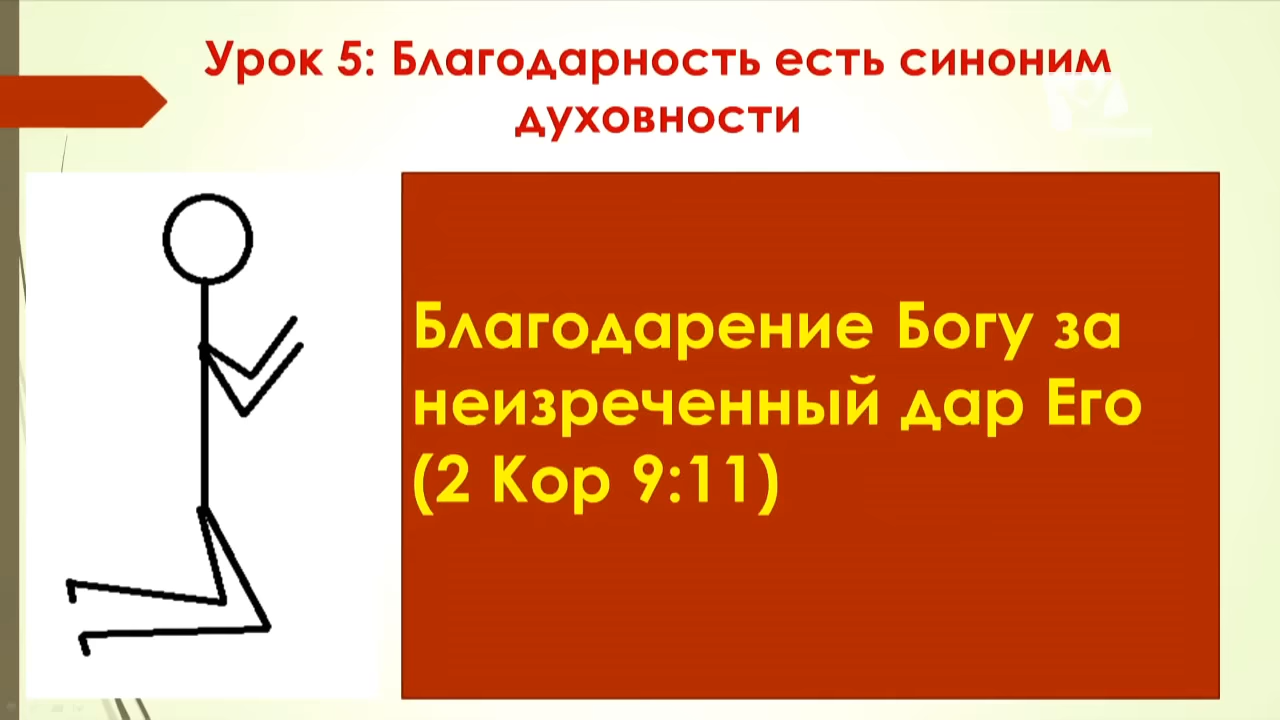 Урок 5: Благодарность есть синоним
духовности
Благодарение Богу за
неизреченный дар Его
(2 Кор 9:11)